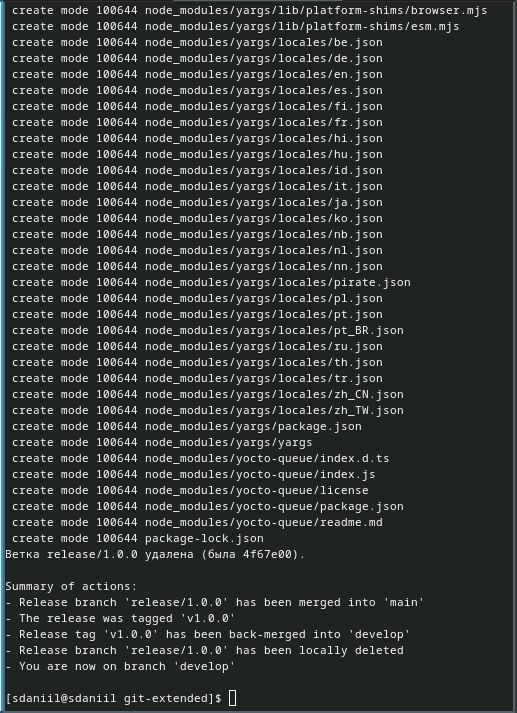 create mode 100644 node_modules/yargs/lib/platform-shims/browser.mjs
create mode 100644 node_modules/yargs/lib/platform-shims/esm.mjs
create mode 100644 node_modules/yargs/locales/be.json
create mode 100644 node_modules/yargs/locales/de.json
create mode 100644 node_modules/yargs/locales/en.json
create mode 100644 node_modules/yargs/locales/es.json
create mode 100644 node_modules/yargs/locales/fi.json
create mode 100644 node_modules/yargs/locales/fr.json
create mode 100644 node_modules/yargs/locales/hi.json
create mode 100644 node_modules/yargs/locales/hu.json
create mode 100644 node_modules/yargs/locales/id.json
create mode 100644 node_modules/yargs/locales/it.json
create mode 100644 node_modules/yargs/locales/ja.json
create mode 100644 node_modules/yargs/locales/ko.json
create mode 100644 node_modules/yargs/locales/nb.json
create mode 100644 node_modules/yargs/locales/nl.json
create mode 100644 node_modules/yargs/locales/nn.json
create mode 100644 node_modules/yargs/locales/pirate.json
create mode 100644 node_modules/yargs/locales/pl.json
create mode 100644 node_modules/yargs/locales/pt.json
create mode 100644 node_modules/yargs/locales/pt_BR.json
create mode 100644 node_modules/yargs/locales/ru.json
create mode 100644 node_modules/yargs/locales/th.json
create mode 100644 node_modules/yargs/locales/tr.json
create mode 100644 node_modules/yargs/locales/zh_CN.json
create mode 100644 node_modules/yargs/locales/zh_TW.json
create mode 100644 node_modules/yargs/package.json
create mode 100644 node_modules/yargs/yargs
create mode 100644 node_modules/yocto-queue/index.d.ts
create mode 100644 node_modules/yocto-queue/index.js
create mode 100644 node_modules/yocto-queue/license
create mode 100644 node_modules/yocto-queue/package.json
create mode 100644 node_modules/yocto-queue/readme.md
create mode 100644 package-lock.json
Ветка release/1.0.0 удалена (была 4f67e00).
Summary of actions:
- Release branch 'release/1.0.0' has been merged into 'main'
- The release was tagged 'v1.0.0'
- Release tag 'v1.0.0' has been back-merged into 'develop'
- Release branch 'release/1.0.0' has been locally deleted
- You are now on branch 'develop'
[sdaniil@sdaniil git-extended]$